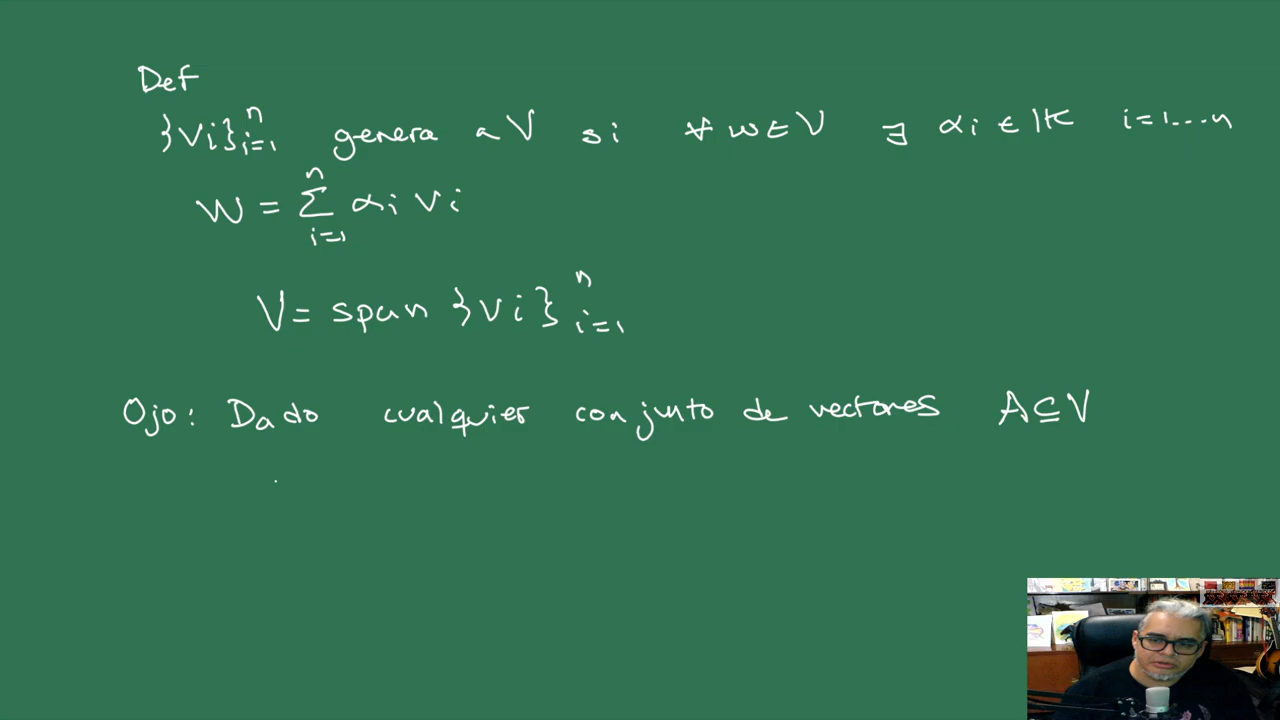 Def
{vi}ⁿᵢ₌₁ genera a V si ∀ w ∈ V ∃ αi ∈ K i=1...n
w = Σⁿᵢ₌₁ αi vi
V = span {vi}ⁿᵢ₌₁
Ojo: Dado cualquier conjunto de vectores A ⊆ V